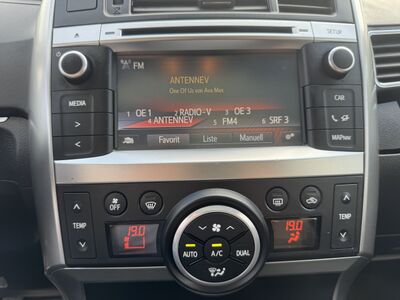 SETUP
FM
ANTENNEV
One Of Us von Ava Max
MEDIA
CAR
1 OE 1 2 RADIO-V 3 OE 3
4 ANTENNEV 5 FM4 6 SRF 3
Favorit Liste Manuell
MAPnav
OFF
TEMP
TEMP
19.0
19.0
AUTO A/C DUAL